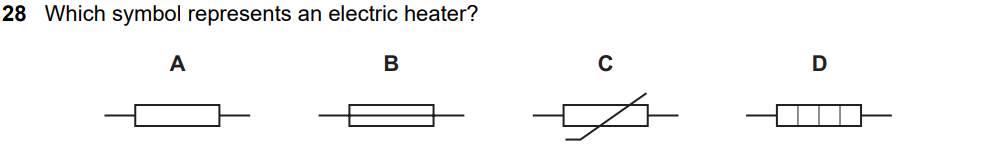 28 Which symbol represents an electric heater?
A B C D